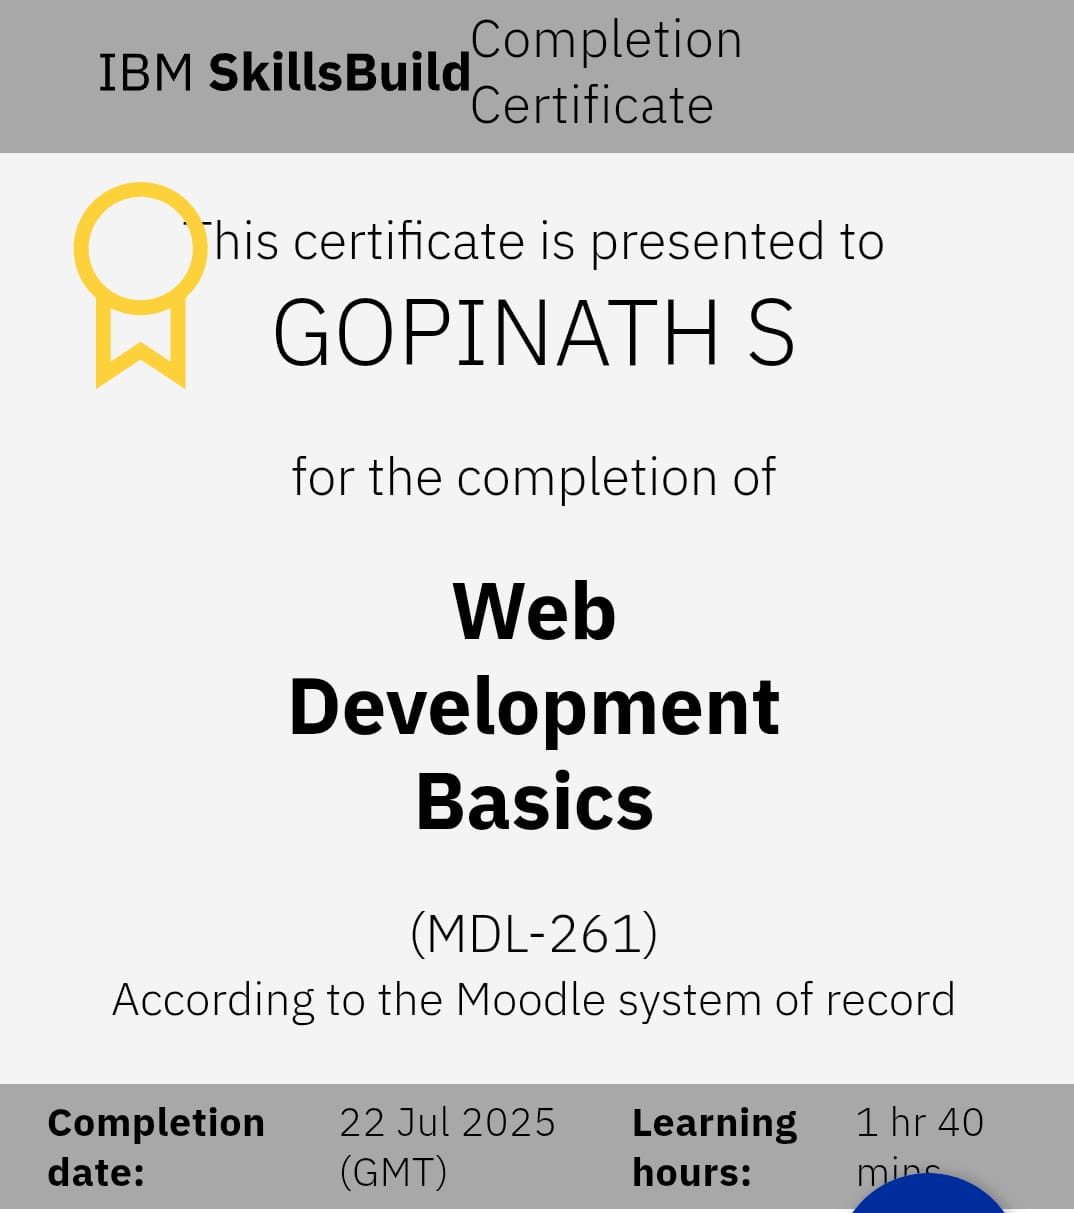 IBM SkillsBuild
Completion
Certificate
This certificate is presented to
GOPINATH S
for the completion of
Web
Development
Basics
(MDL-261)
According to the Moodle system of record
Completion
date:
22 Jul 2025
(GMT)
Learning
hours:
1 hr 40
mins